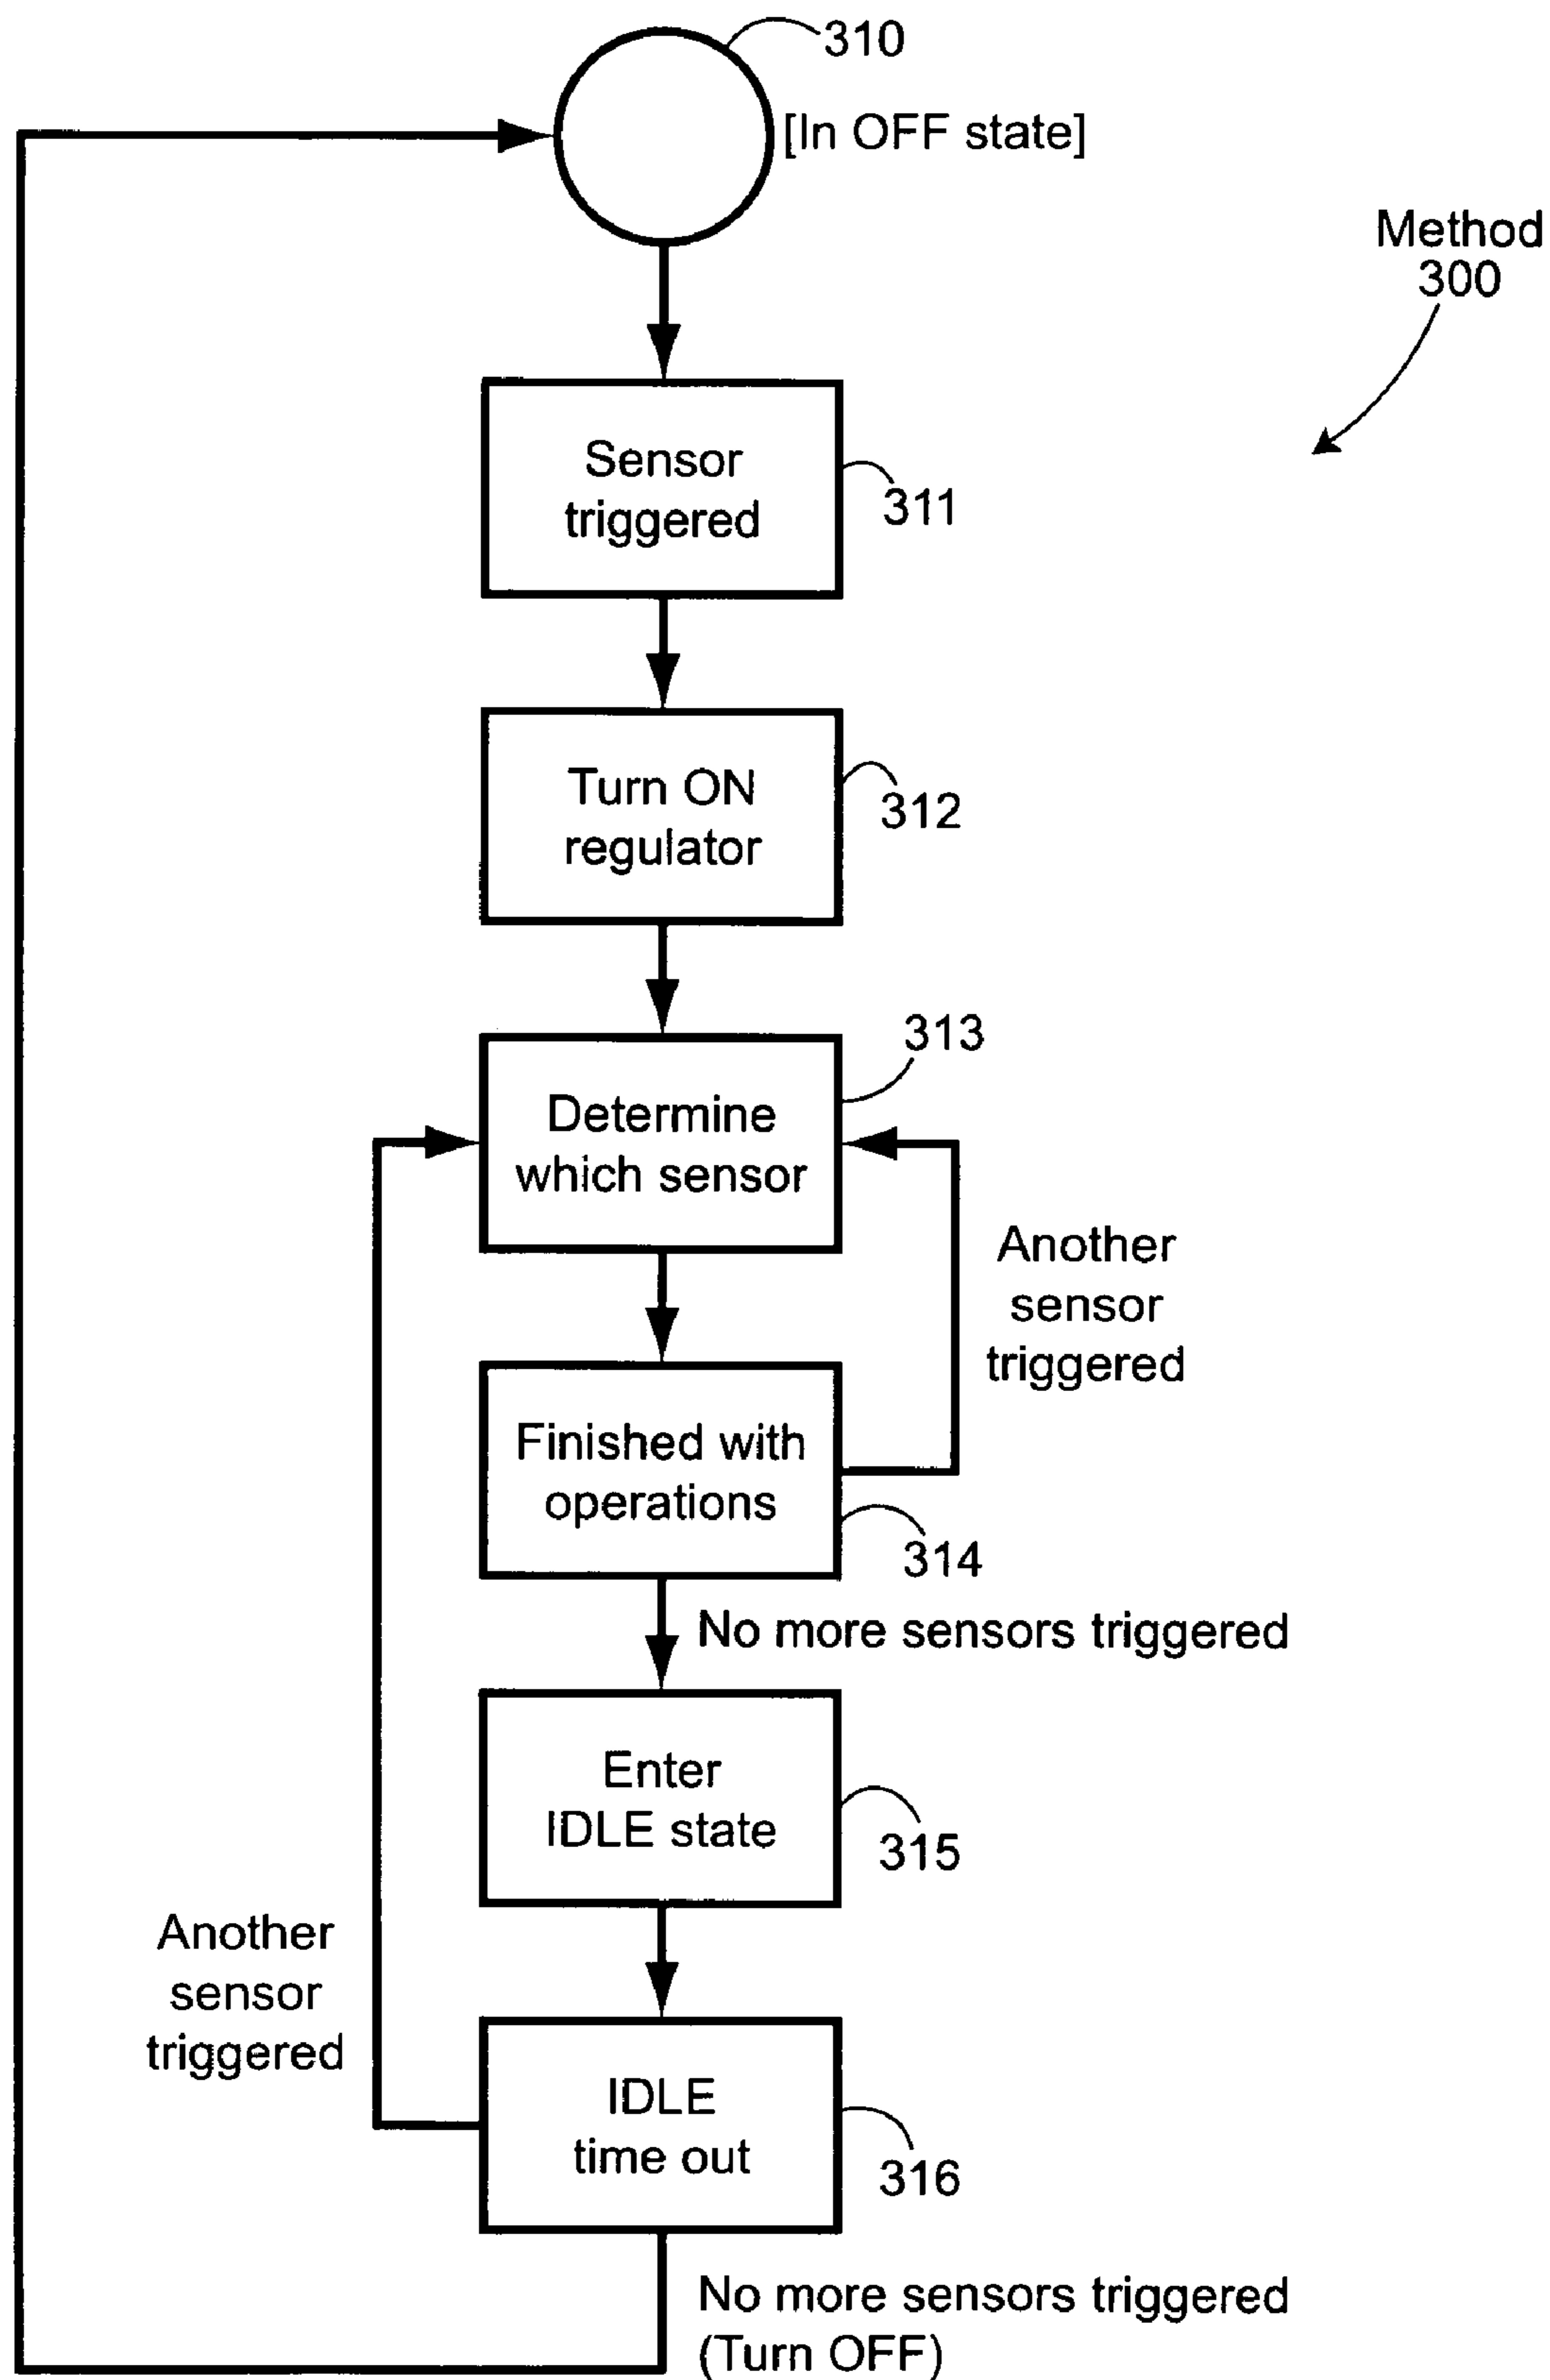 310
[In OFF state]
Method
300
Sensor
triggered
311
Turn ON
regulator
312
313
Determine
which sensor
Another
sensor
triggered
Finished with
operations
314
No more sensors triggered
Enter
IDLE state
315
Another
sensor
triggered
IDLE
time out
316
No more sensors triggered
(Turn OFF)